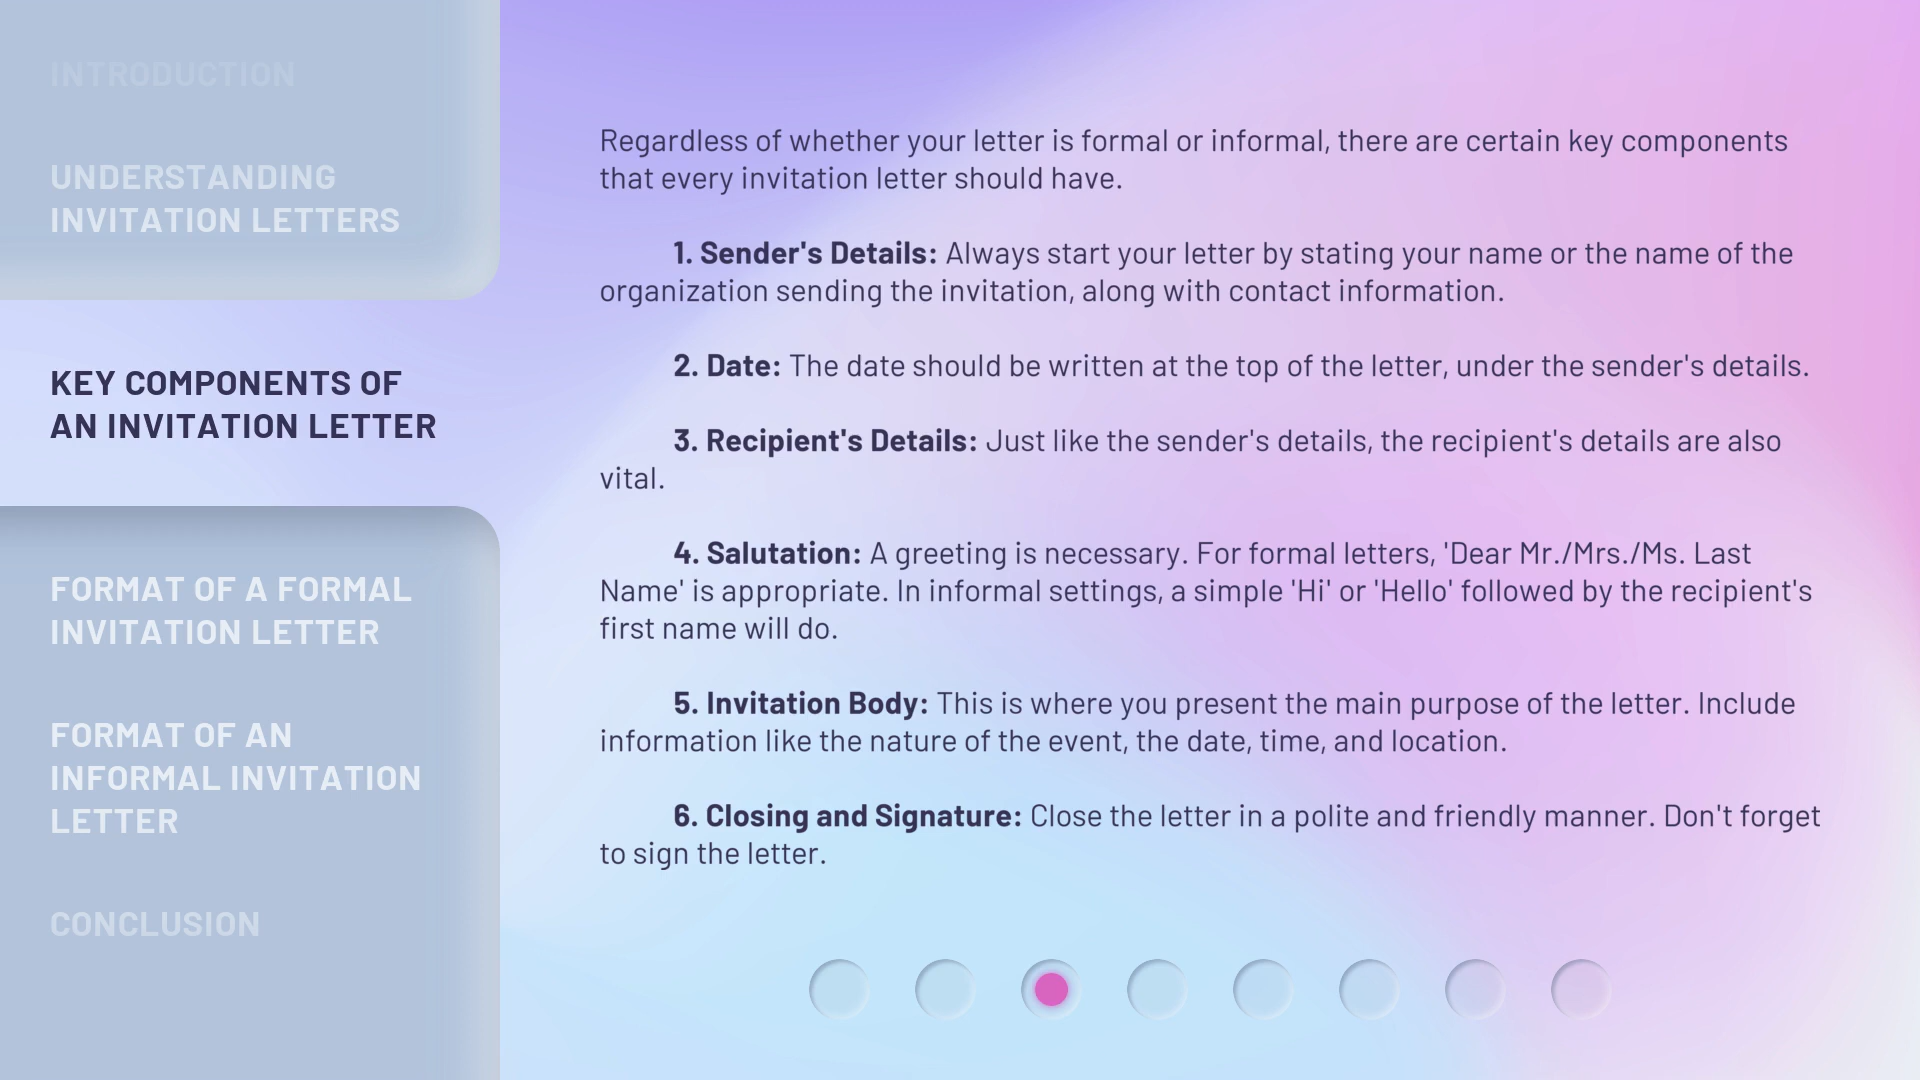 INTRODUCTION
UNDERSTANDING
INVITATION LETTERS
KEY COMPONENTS OF
AN INVITATION LETTER
FORMAT OF A FORMAL
INVITATION LETTER
FORMAT OF AN
INFORMAL INVITATION
LETTER
CONCLUSION
Regardless of whether your letter is formal or informal, there are certain key components
that every invitation letter should have.
1. Sender's Details: Always start your letter by stating your name or the name of the
organization sending the invitation, along with contact information.
2. Date: The date should be written at the top of the letter, under the sender's details.
3. Recipient's Details: Just like the sender's details, the recipient's details are also
vital.
4. Salutation: A greeting is necessary. For formal letters, 'Dear Mr./Mrs./Ms. Last
Name' is appropriate. In informal settings, a simple 'Hi' or 'Hello' followed by the recipient's
first name will do.
5. Invitation Body: This is where you present the main purpose of the letter. Include
information like the nature of the event, the date, time, and location.
6. Closing and Signature: Close the letter in a polite and friendly manner. Don't forget
to sign the letter.